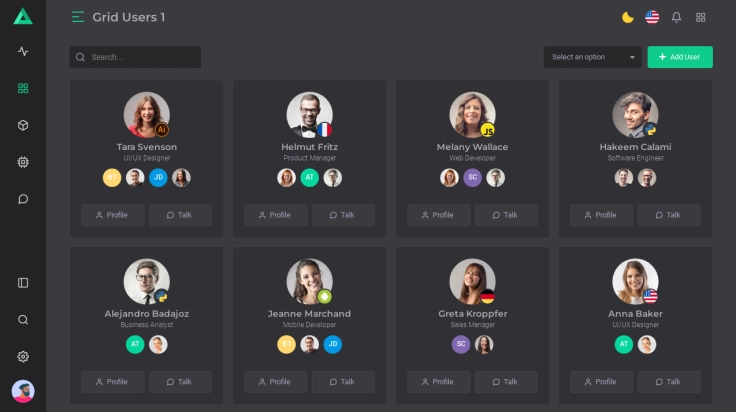 Grid Users 1
Search...
Select an option
Add User
Ai
JS
Tara Svenson
Helmut Fritz
Melany Wallace
Hakeem Calami
UI/UX Designer
Product Manager
Web Developer
Software Engineer
BT
JD
AT
SC
Profile
Talk
Profile
Talk
Profile
Talk
Profile
Talk
Alejandro Badajoz
Jeanne Marchand
Greta Kroppfer
Anna Baker
Business Analyst
Mobile Developer
Sales Manager
UI/UX Designer
AT
BT
JD
SC
AT
Profile
Talk
Profile
Talk
Profile
Talk
Profile
Talk